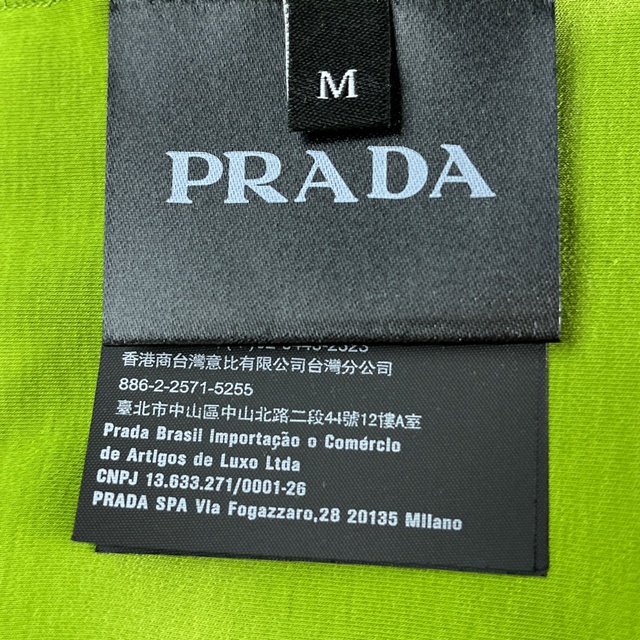 M
PRADA
香港商台灣意比有限公司台灣分公司
886-2-2571-5255
臺北市中山區中山北路二段44號12樓A室
Prada Brasil Importação o Comércio
de Artigos de Luxo Ltda
CNPJ 13.633.271/0001-26
PRADA SPA Via Fogazzaro,28 20135 Milano